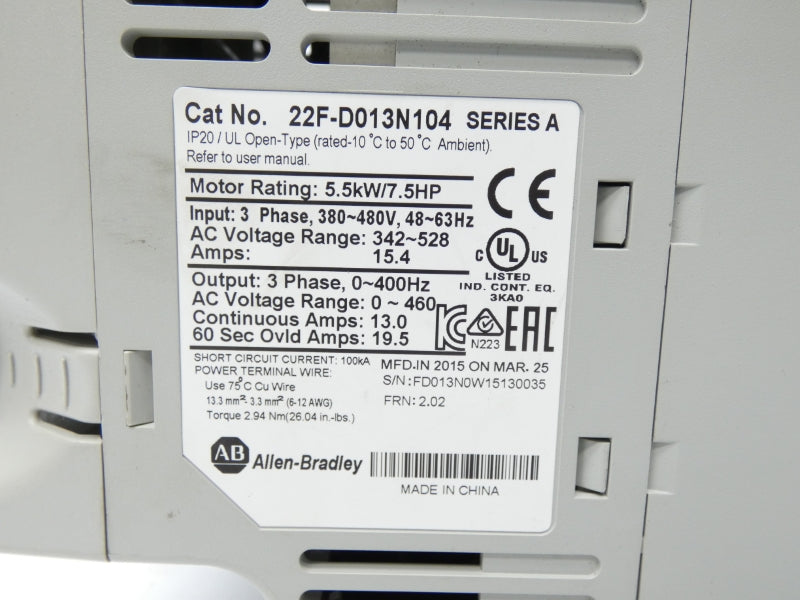 Cat No. 22F-D013N104 SERIES A
IP20 / UL Open-Type (rated-10 °C to 50 °C Ambient).
Refer to user manual.
Motor Rating: 5.5kW/7.5HP
CE
Input: 3 Phase, 380~480V, 48~63Hz
AC Voltage Range: 342~528
Amps: 15.4
C UL US
LISTED
IND. CONT. EQ.
3KA0
Output: 3 Phase, 0~400Hz
AC Voltage Range: 0 ~ 460
Continuous Amps: 13.0
60 Sec Ovld Amps: 19.5
KC
N223
EAC
SHORT CIRCUIT CURRENT: 100kA
POWER TERMINAL WIRE:
Use 75°C Cu Wire
13.3 mm²- 3.3 mm² (6-12 AWG)
Torque 2.94 Nm(26.04 in.-lbs.)
MFD.IN 2015 ON MAR. 25
S/N:FD013N0W15130035
FRN: 2.02
AB Allen-Bradley
MADE IN CHINA